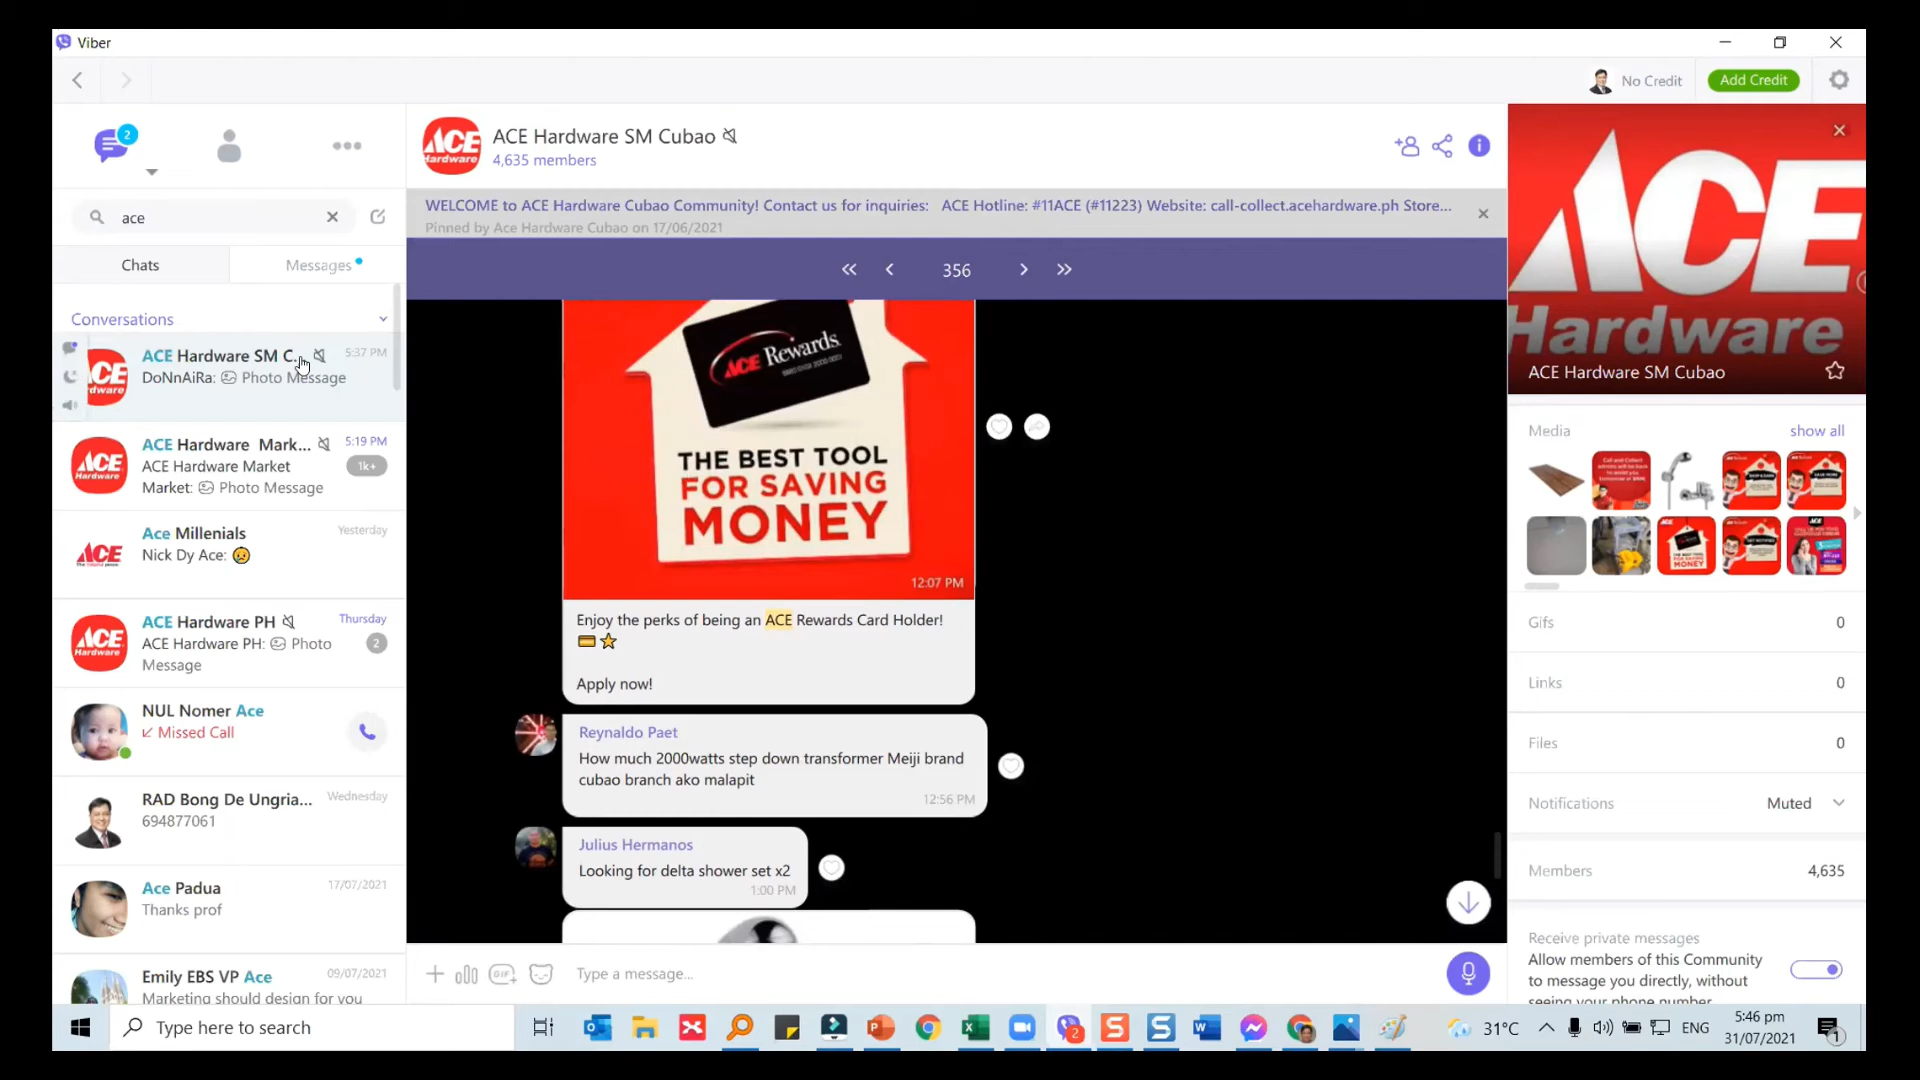 Viber
No Credit
Add Credit
2
ace
Chats
Messages
Conversations
ACE Hardware SM C...
5:37 PM
DoNnAiRa: Photo Message
ACE Hardware Mark...
5:19 PM
ACE Hardware Market
Market: Photo Message
1k+
Ace Millenials
Yesterday
Nick Dy Ace:
ACE Hardware PH
Thursday
ACE Hardware PH: Photo
Message
2
NUL Nomer Ace
Missed Call
RAD Bong De Ungria...
Wednesday
694877061
Ace Padua
17/07/2021
Thanks prof
Emily EBS VP Ace
09/07/2021
Marketing should design for you
ACE
Hardware
ACE Hardware SM Cubao
4,635 members
WELCOME to ACE Hardware Cubao Community! Contact us for inquiries: ACE Hotline: #11ACE (#11223) Website: call-collect.acehardware.ph Store...
Pinned by Ace Hardware Cubao on 17/06/2021
356
ACE Rewards
THE BEST TOOL
FOR SAVING
MONEY
12:07 PM
Enjoy the perks of being an ACE Rewards Card Holder!
Apply now!
Reynaldo Paet
How much 2000watts step down transformer Meiji brand
cubao branch ako malapit
12:56 PM
Julius Hermanos
Looking for delta shower set x2
1:00 PM
Type a message...
ACE
Hardware
ACE Hardware SM Cubao
Media
show all
Gifs
0
Links
0
Files
0
Notifications
Muted
Members
4,635
Receive private messages
Allow members of this Community
to message you directly, without
seeing your phone number
Type here to search
31°C
ENG
5:46 pm
31/07/2021
1